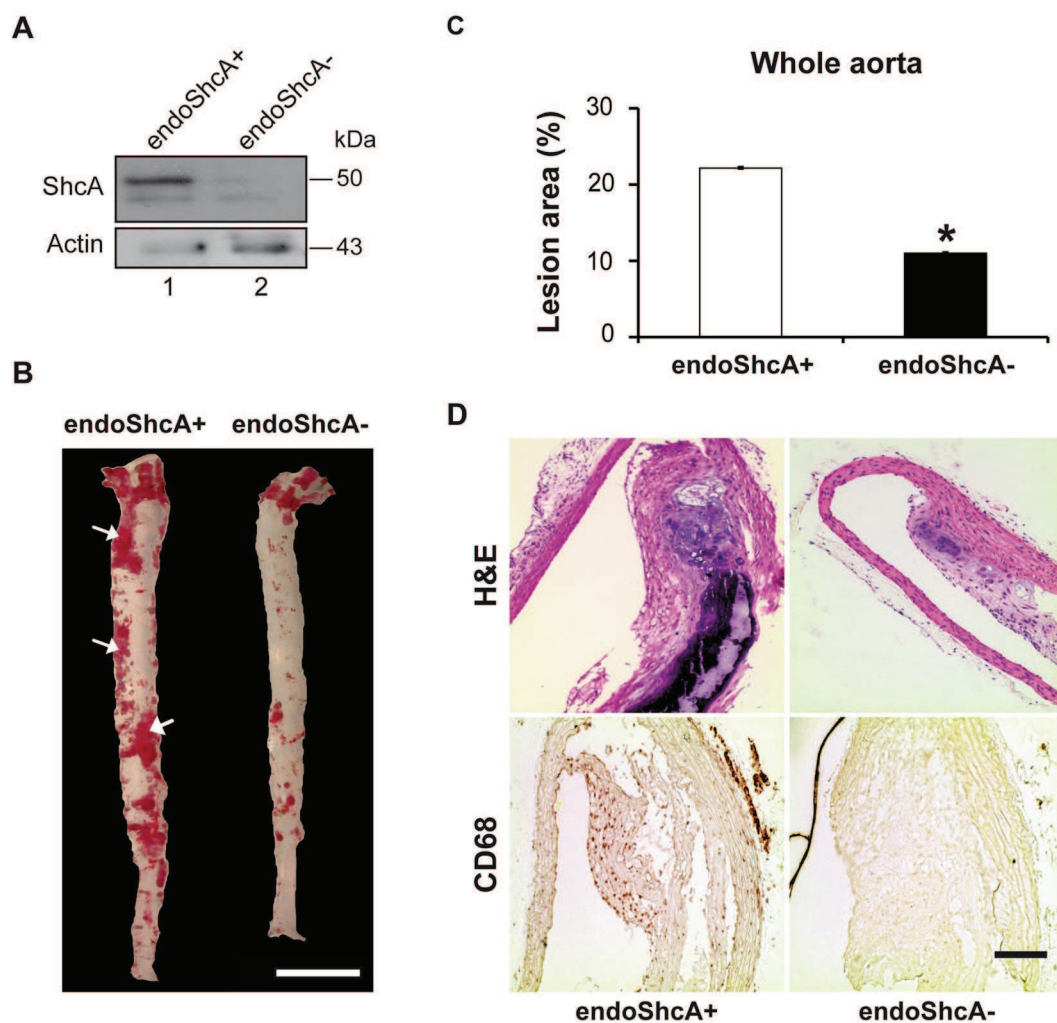 A
endoShcA+ endoShcA-
kDa
ShcA 50
Actin 43
1 2
B
endoShcA+ endoShcA-
C
Whole aorta
Lesion area (%)
30
20
10
0
endoShcA+ endoShcA-
*
D
H&E
CD68
endoShcA+ endoShcA-